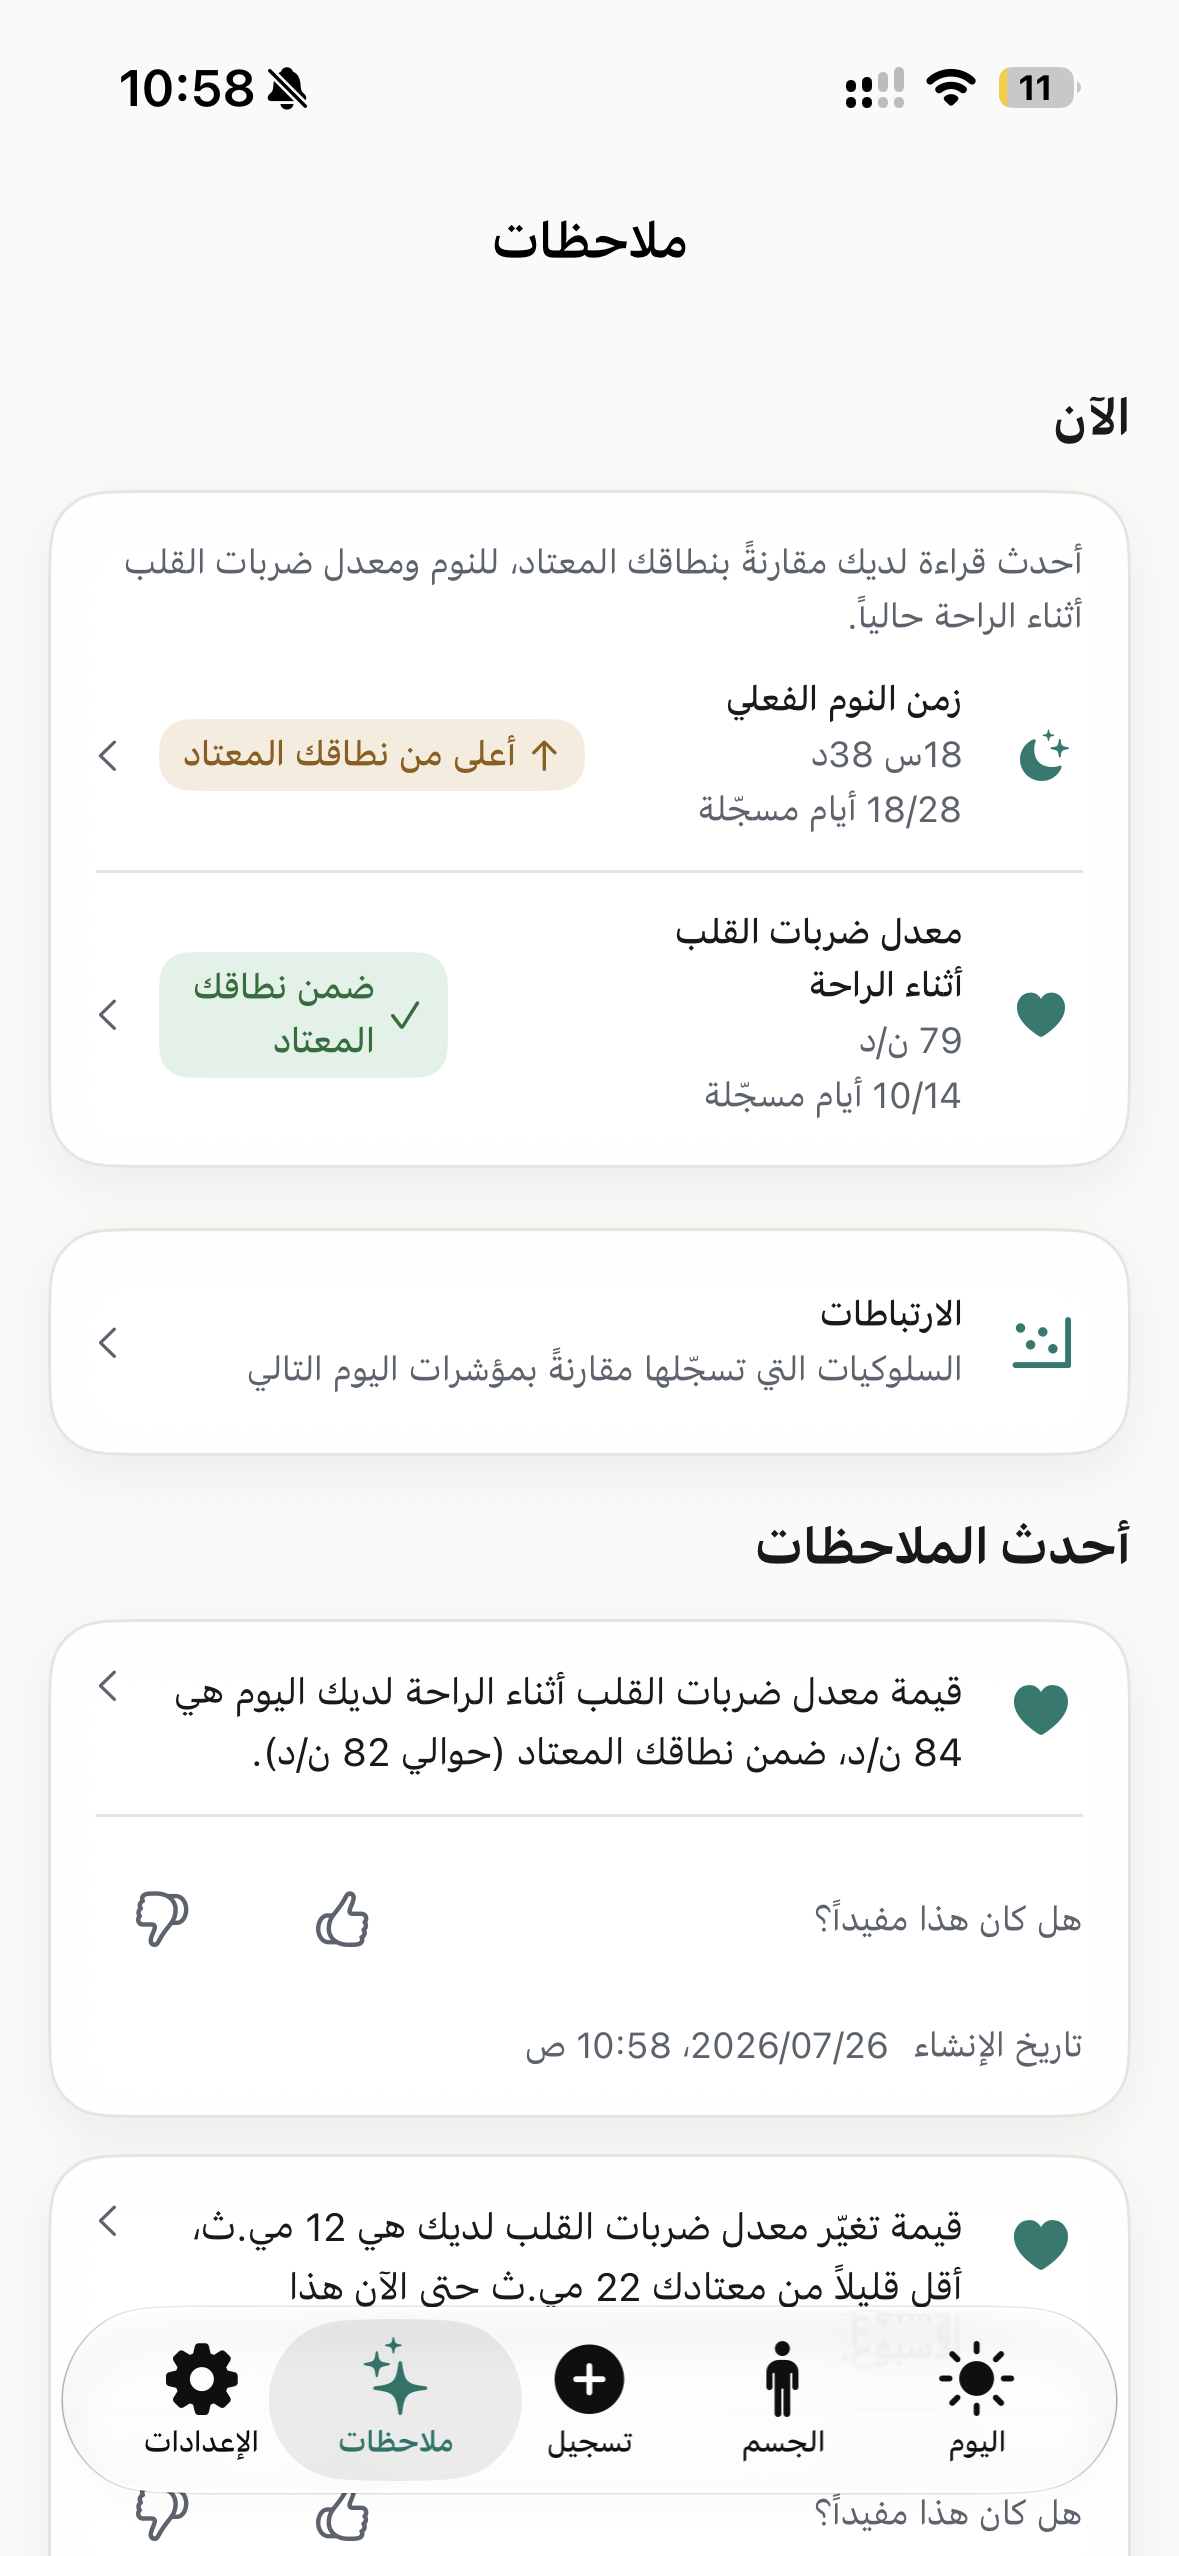 10:58
11
ملاحظات
الآن
أحدث قراءة لديك مقارنةً بنطاقك المعتاد، للنوم ومعدل ضربات القلب
أثناء الراحة حالياً.
زمن النوم الفعلي
18س 38د
18/28 أيام مسجّلة
أعلى من نطاقك المعتاد
معدل ضربات القلب
أثناء الراحة
79 ن/د
10/14 أيام مسجّلة
ضمن نطاقك
المعتاد
الارتباطات
السلوكيات التي تسجّلها مقارنةً بمؤشرات اليوم التالي
أحدث الملاحظات
قيمة معدل ضربات القلب أثناء الراحة لديك اليوم هي
84 ن/د، ضمن نطاقك المعتاد (حوالي 82 ن/د).
هل كان هذا مفيداً؟
تاريخ الإنشاء 2026/07/26، 10:58 ص
قيمة تغيّر معدل ضربات القلب لديك هي 12 مي.ث،
أقل قليلاً من معتادك 22 مي.ث حتى الآن هذا
الأسبوع.
اليوم
الجسم
تسجيل
ملاحظات
الإعدادات
هل كان هذا مفيداً؟